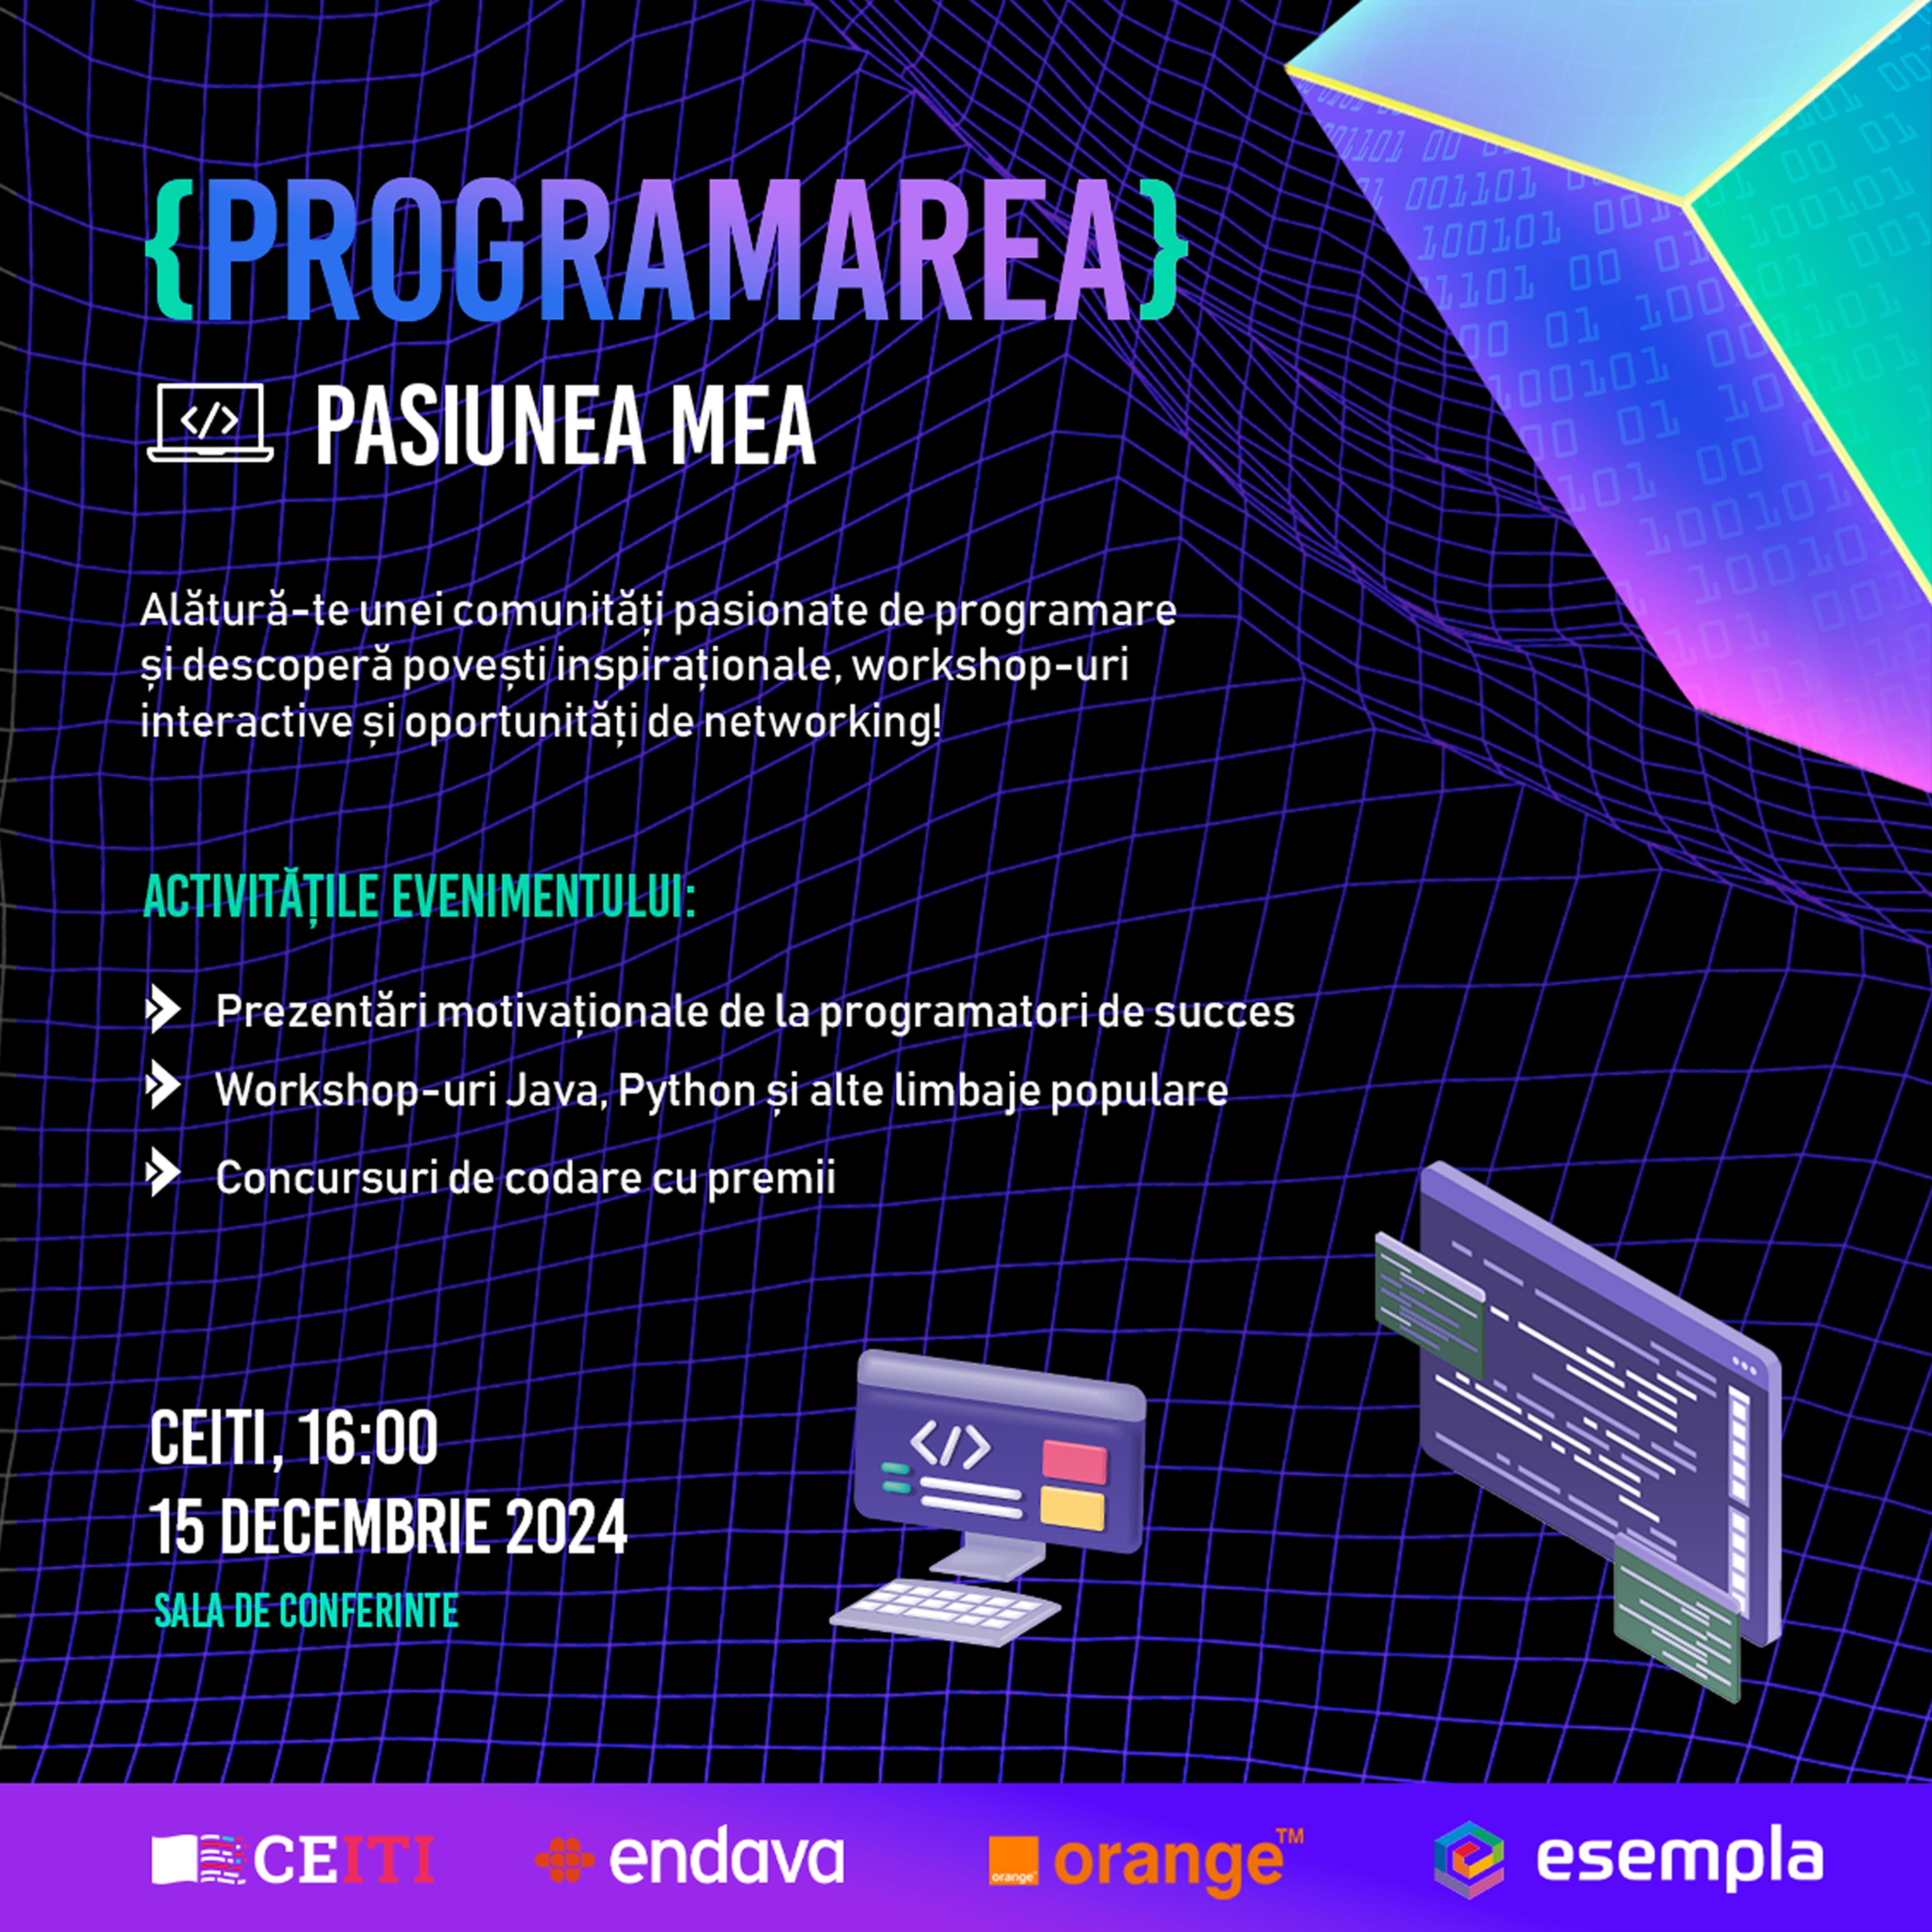 {PROGRAMAREA}
</> PASIUNEA MEA
Alătură-te unei comunități pasionate de programare
și descoperă povești inspiraționale, workshop-uri
interactive și oportunități de networking!
ACTIVITĂȚILE EVENIMENTULUI:
Prezentări motivaționale de la programatori de succes
Workshop-uri Java, Python și alte limbaje populare
Concursuri de codare cu premii
</>
CEITI, 16:00
15 DECEMBRIE 2024
SALA DE CONFERINTE
CEITI endava orange orange™ esempla